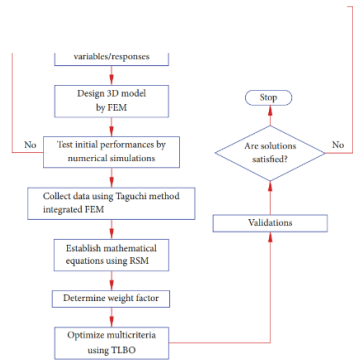 variables/responses
Design 3D model
by FEM
No
Test initial performances by
numerical simulations
Collect data using Taguchi method
integrated FEM
Establish mathematical
equations using RSM
Determine weight factor
Optimize multicriteria
using TLBO
Stop
Are solutions
satisfied?
No
Validations